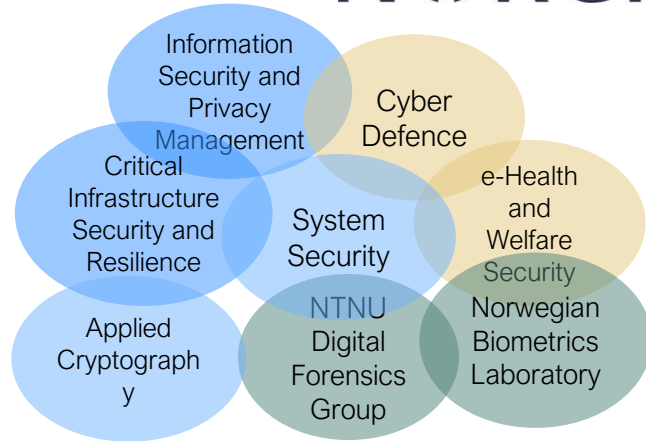 Information
Security and
Privacy
Management
Cyber
Defence
Critical
Infrastructure
Security and
Resilience
e-Health
and
Welfare
Security
System
Security
Applied
Cryptograph
y
NTNU
Digital
Forensics
Group
Norwegian
Biometrics
Laboratory